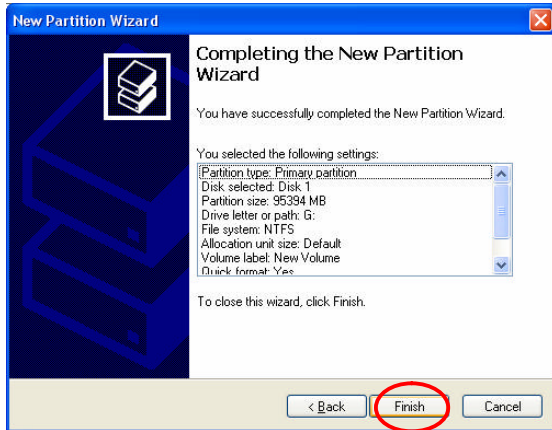 New Partition Wizard
Completing the New Partition
Wizard
You have successfully completed the New Partition Wizard.
You selected the following settings:
Partition type: Primary partition
Disk selected: Disk 1
Partition size: 95394 MB
Drive letter or path: G:
File system: NTFS
Allocation unit size: Default
Volume label: New Volume
Quick format: Yes
To close this wizard, click Finish.
< Back
Finish
Cancel